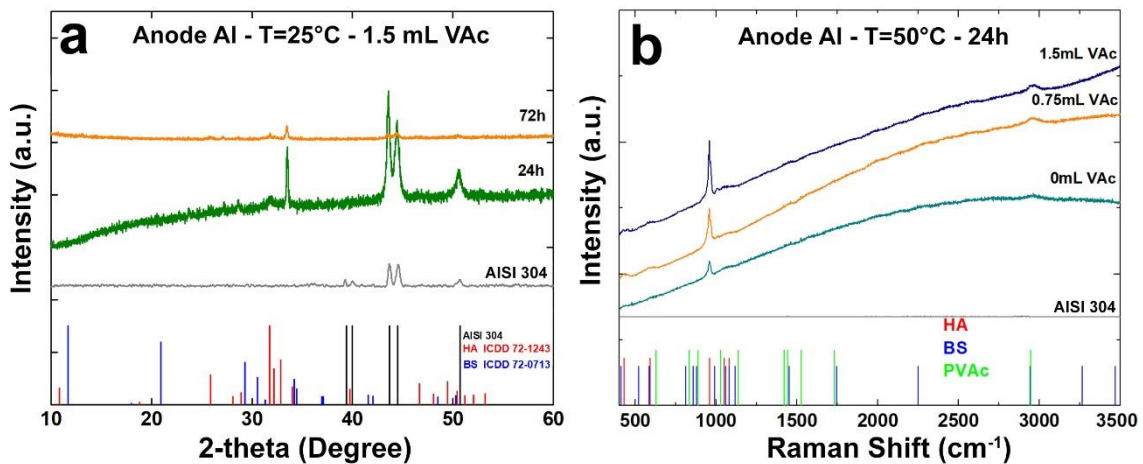 a
Anode Al - T=25°C - 1.5 mL VAc
Intensity (a.u.)
72h
24h
AISI 304
AISI 304
HA ICDD 72-1243
BS ICDD 72-0713
10 20 30 40 50 60
2-theta (Degree)
b
Anode Al - T=50°C - 24h
Intensity (a.u.)
1.5mL VAc
0.75mL VAc
0mL VAc
AISI 304
HA
BS
PVAc
500 1000 1500 2000 2500 3000 3500
Raman Shift (cm⁻¹)